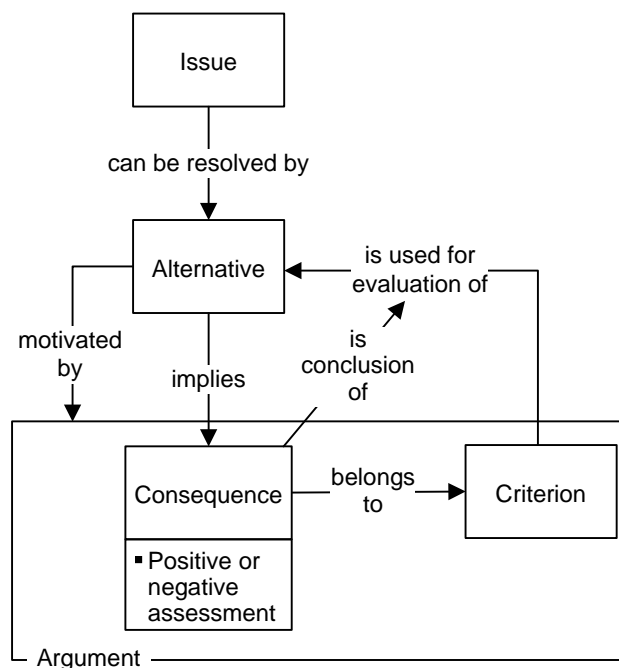 Issue
can be resolved by
Alternative
is used for
evaluation of
motivated
by
implies
is
conclusion
of
Consequence
belongs
to
Criterion
▪ Positive or
negative
assessment
Argument